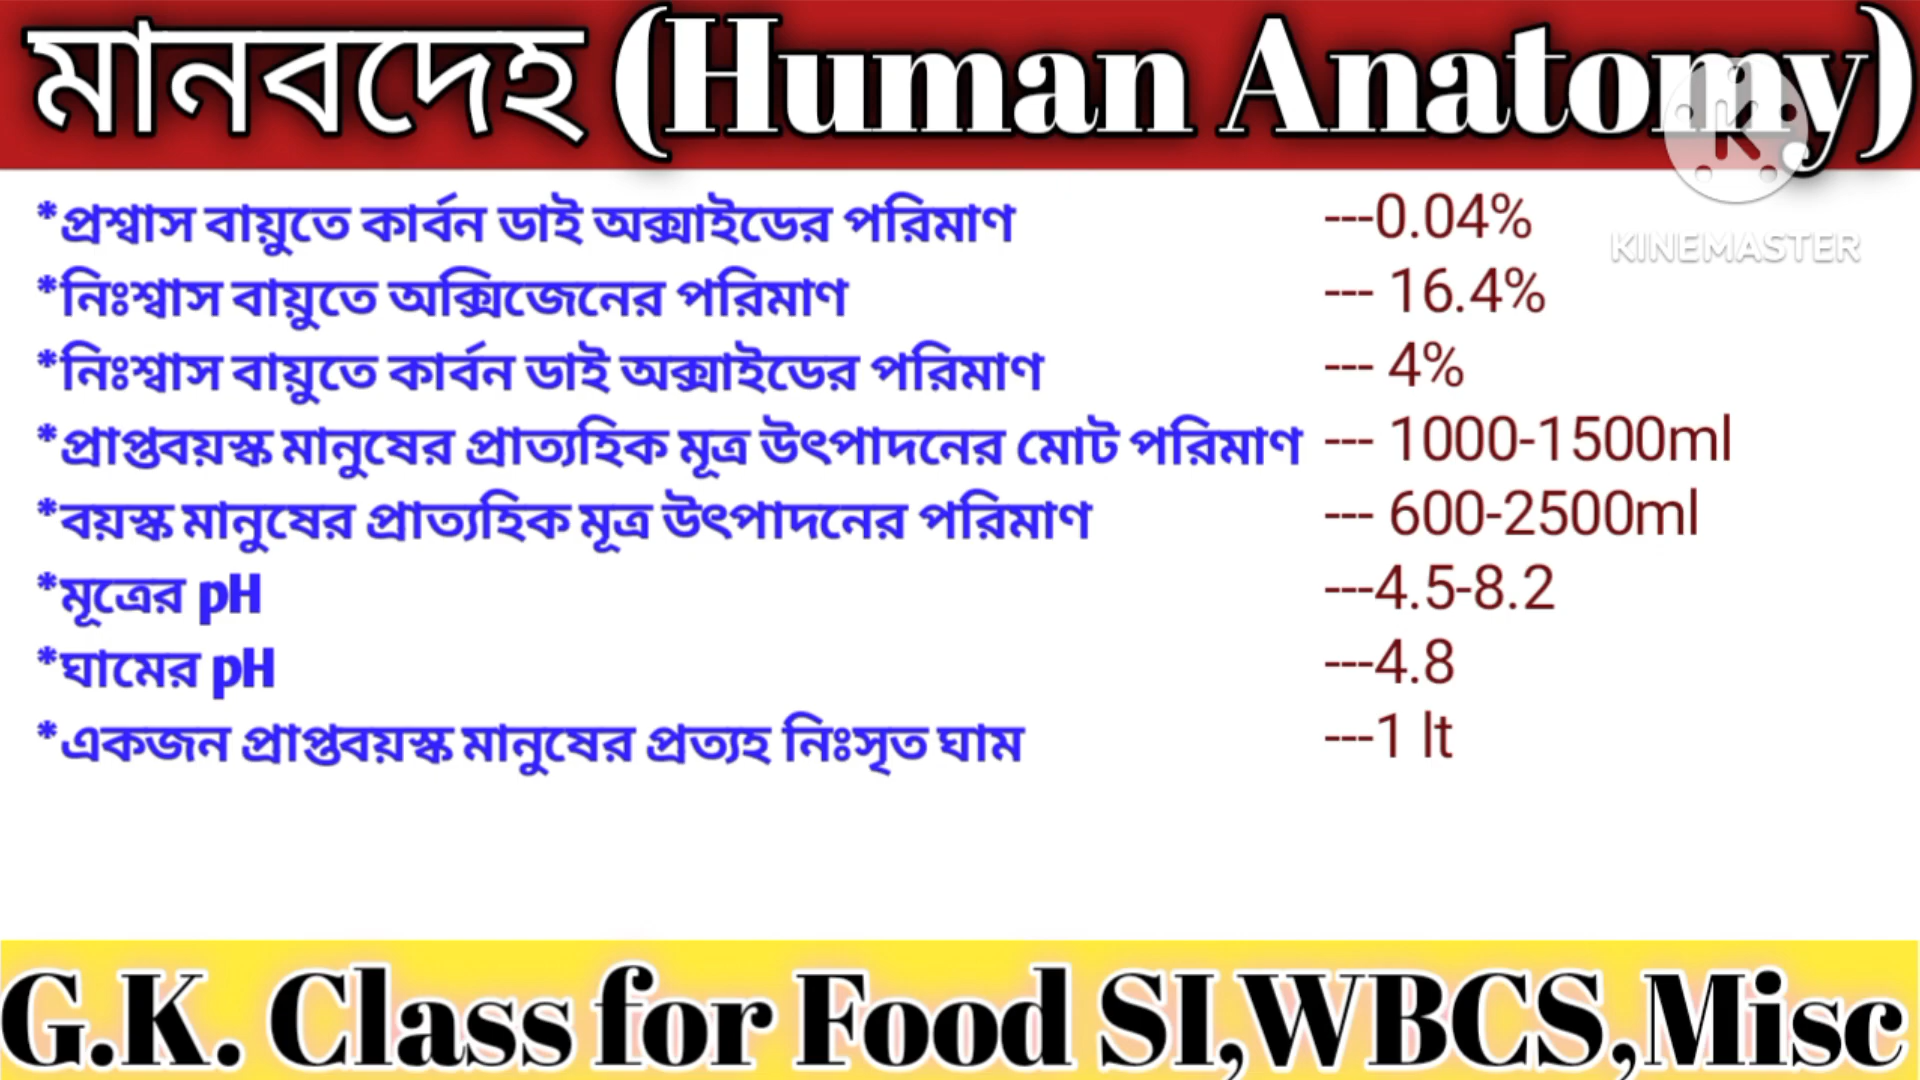 মানবদেহ (Human Anatomy)
*প্রশ্বাস বায়ুতে কার্বন ডাই অক্সাইডের পরিমাণ ---0.04%
KINEMASTER
*নিঃশ্বাস বায়ুতে অক্সিজেনের পরিমাণ --- 16.4%
*নিঃশ্বাস বায়ুতে কার্বন ডাই অক্সাইডের পরিমাণ --- 4%
*প্রাপ্তবয়স্ক মানুষের প্রাত্যহিক মূত্র উৎপাদনের মোট পরিমাণ --- 1000-1500ml
*বয়স্ক মানুষের প্রাত্যহিক মূত্র উৎপাদনের পরিমাণ --- 600-2500ml
*মূত্রের pH ---4.5-8.2
*ঘামের pH ---4.8
*একজন প্রাপ্তবয়স্ক মানুষের প্রত্যহ নিঃসৃত ঘাম ---1 lt
G.K. Class for Food SI,WBCS,Misc